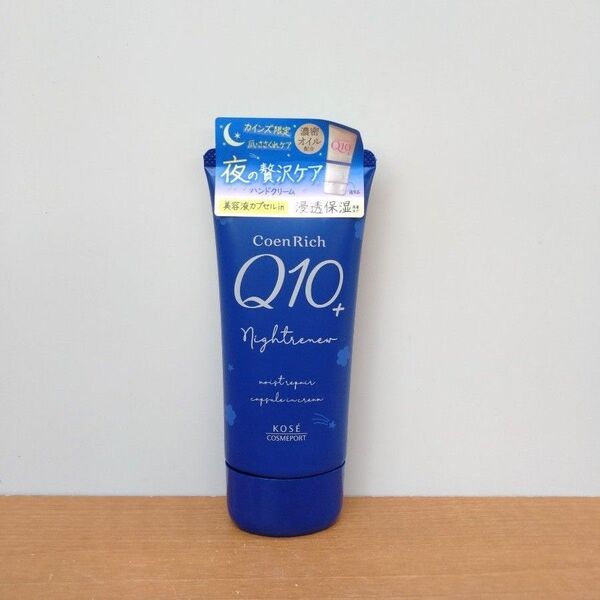 カインズ限定
爪・ささくれケア
濃密
オイル
配合
Q10
夜の贅沢ケア
ハンドクリーム
美容液カプセルin
浸透保湿
CoenRich
Q10+
Nightrenew
moist repair
capsule in cream
KOSÉ
COSMEPORT